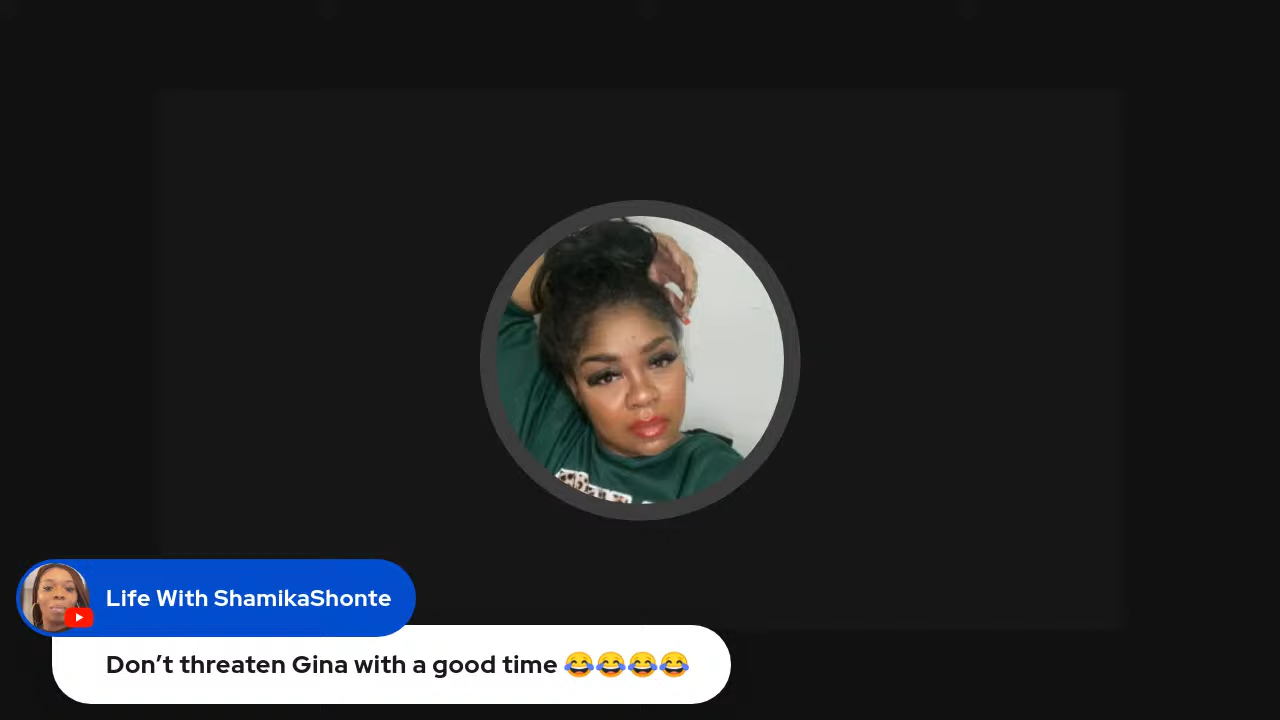 Life With ShamikaShonte
Don’t threaten Gina with a good time 😂😂😂😂